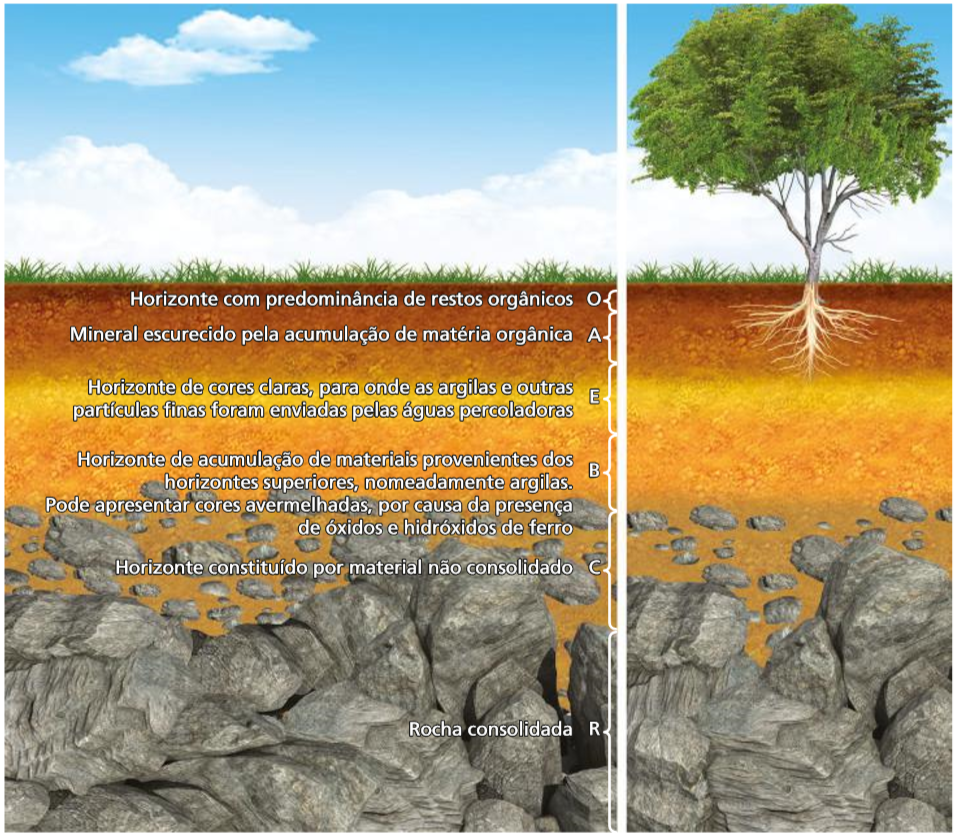 Horizonte com predominância de restos orgânicos O
Mineral escurecido pela acumulação de matéria orgânica A
Horizonte de cores claras, para onde as argilas e outras
partículas finas foram enviadas pelas águas percoladoras E
Horizonte de acumulação de materiais provenientes dos
horizontes superiores, nomeadamente argilas. B
Pode apresentar cores avermelhadas, por causa da presença
de óxidos e hidróxidos de ferro
Horizonte constituído por material não consolidado C
Rocha consolidada R